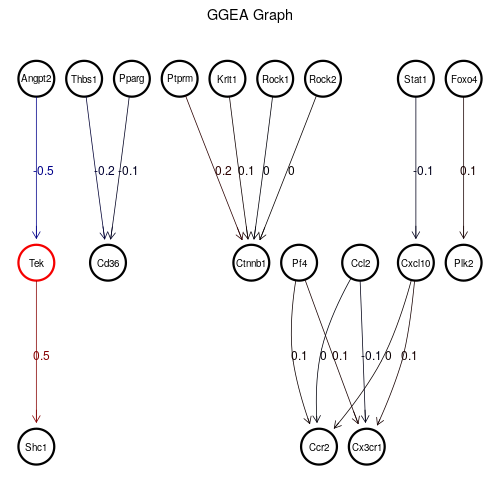 GGEA Graph
Angpt2 Thbs1 Pparg Ptprm Krit1 Rock1 Rock2 Stat1 Foxo4
-0.5 -0.2 -0.1 0.2 0.1 0 0 -0.1 0.1
Tek Cd36 Ctnnb1 Pf4 Ccl2 Cxcl10 Plk2
0.5 0.1 0 0.1 -0.1 0 0.1
Shc1 Ccr2 Cx3cr1